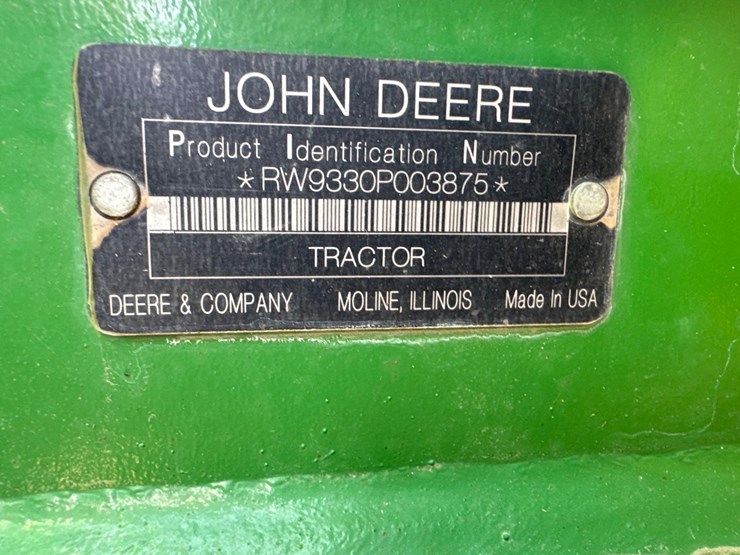 JOHN DEERE
Product Identification Number
*RW9330P003875*
TRACTOR
DEERE & COMPANY MOLINE, ILLINOIS Made In USA